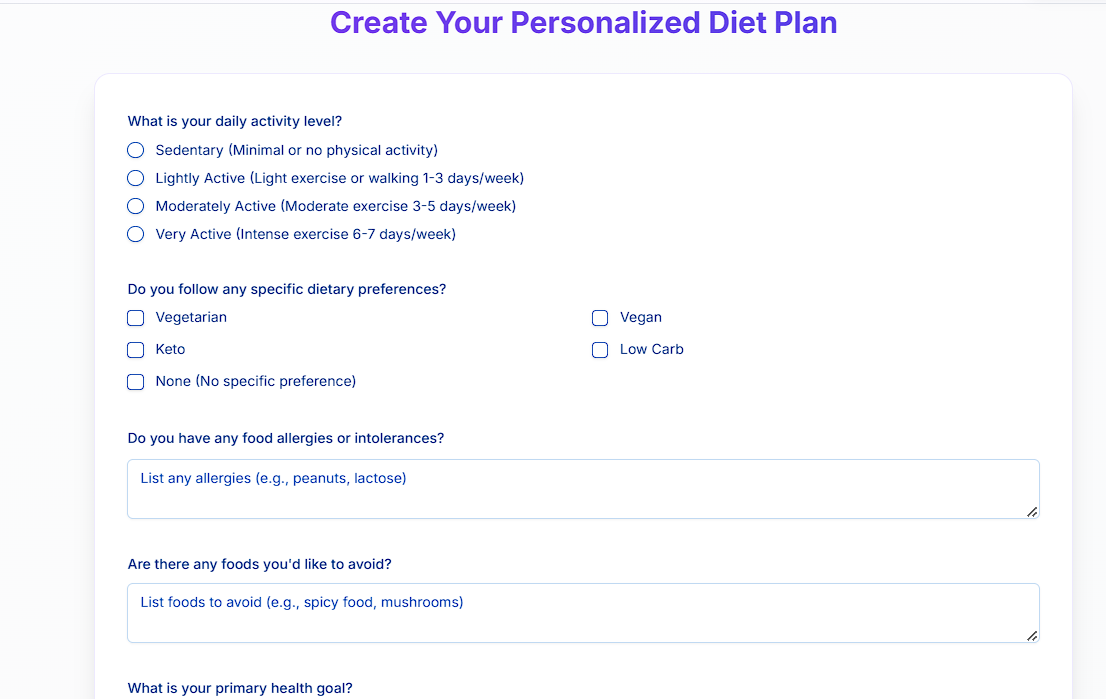 Create Your Personalized Diet Plan
What is your daily activity level?
Sedentary (Minimal or no physical activity)
Lightly Active (Light exercise or walking 1-3 days/week)
Moderately Active (Moderate exercise 3-5 days/week)
Very Active (Intense exercise 6-7 days/week)
Do you follow any specific dietary preferences?
Vegetarian
Vegan
Keto
Low Carb
None (No specific preference)
Do you have any food allergies or intolerances?
List any allergies (e.g., peanuts, lactose)
Are there any foods you'd like to avoid?
List foods to avoid (e.g., spicy food, mushrooms)
What is your primary health goal?